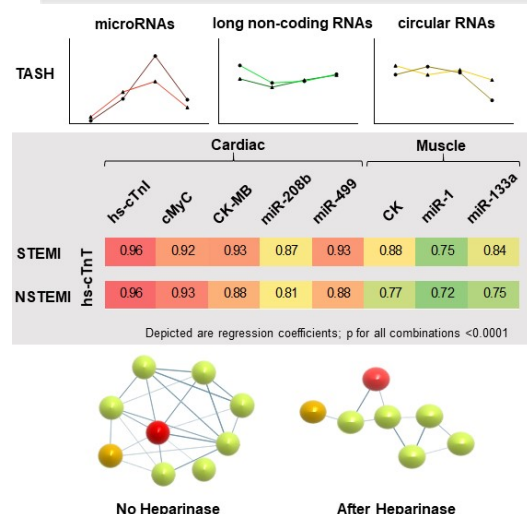 microRNAs long non-coding RNAs circular RNAs
TASH
Cardiac Muscle
hs-cTnI cMyC CK-MB miR-208b miR-499 CK miR-1 miR-133a
hs-cTnT
STEMI 0.96 0.92 0.93 0.87 0.93 0.88 0.75 0.84
NSTEMI 0.96 0.93 0.88 0.81 0.88 0.77 0.72 0.75
Depicted are regression coefficients; p for all combinations <0.0001
No Heparinase After Heparinase